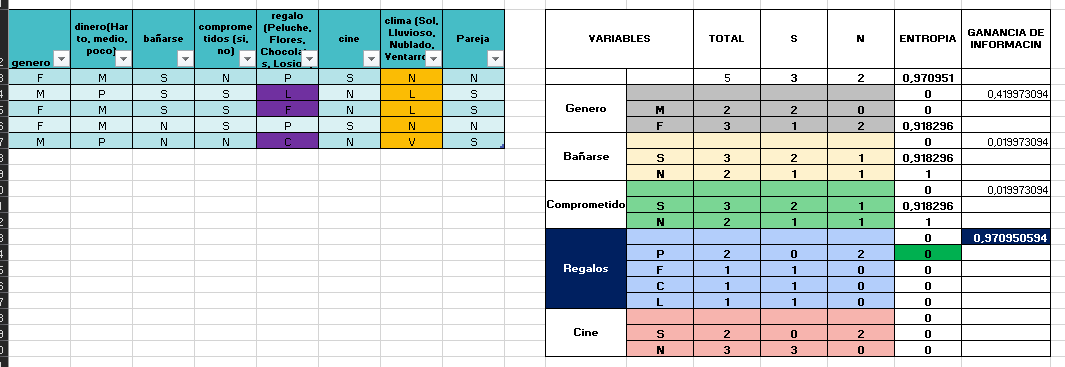 genero dinero(Harto, medio, poco) bañarse comprometidos (si, no) regalo (Peluche, Flores, Chocola s, Losio cine clima (Sol, Lluvioso, Nublado, Ventarro Pareja
F M S N P S N N
M P S S L N L S
F M S S F N L S
F M N S P S N N
M P N N C N V S
VARIABLES TOTAL S N ENTROPIA GANANCIA DE INFORMACIN
5 3 2 0,970951
Genero 0 0,419973094
M 2 2 0 0
F 3 1 2 0,918296
Bañarse 0 0,019973094
S 3 2 1 0,918296
N 2 1 1 1
Comprometido 0 0,019973094
S 3 2 1 0,918296
N 2 1 1 1
Regalos 0 0,970950594
P 2 0 2 0
F 1 1 0 0
C 1 1 0 0
L 1 1 0 0
Cine 0
S 2 0 2 0
N 3 3 0 0